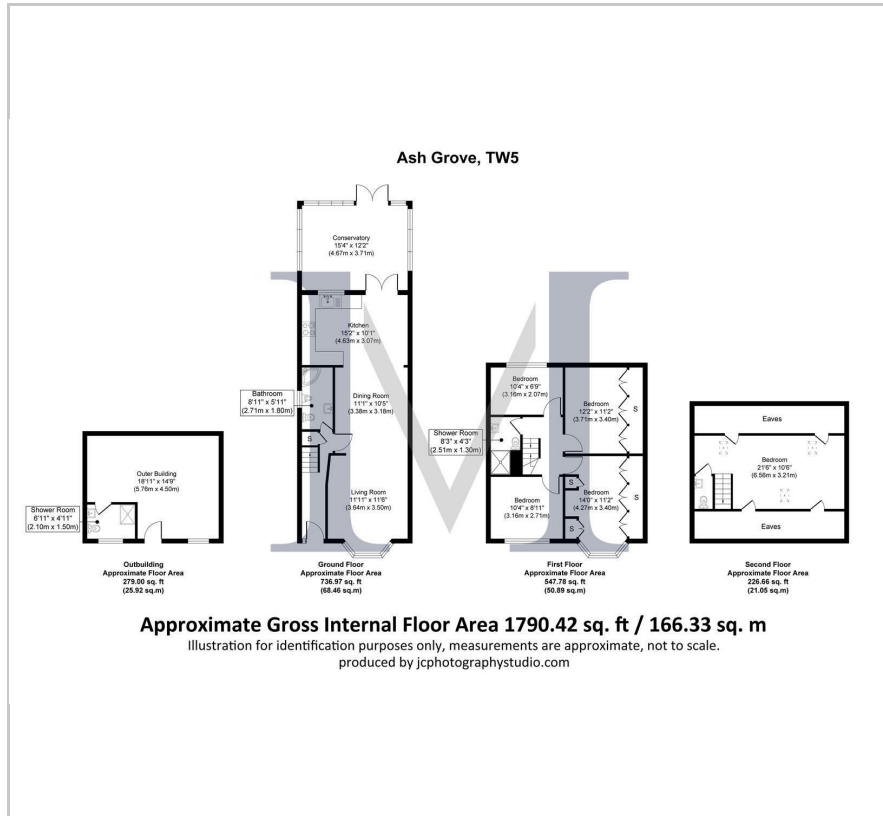 Ash Grove, TW5
Conservatory
15'4" x 12'2"
(4.67m x 3.71m)
Kitchen
15'2" x 10'1"
(4.63m x 3.07m)
Bathroom
8'11" x 5'11"
(2.71m x 1.80m)
Dining Room
11'1" x 10'5"
(3.38m x 3.18m)
S
Living Room
11'11" x 11'6"
(3.64m x 3.50m)
Outer Building
18'11" x 14'9"
(5.76m x 4.50m)
Shower Room
6'11" x 4'11"
(2.10m x 1.50m)
Bedroom
10'4" x 6'9"
(3.16m x 2.07m)
Bedroom
12'2" x 11'2"
(3.71m x 3.40m)
S
Shower Room
8'3" x 4'3"
(2.51m x 1.30m)
Bedroom
10'4" x 8'11"
(3.16m x 2.71m)
S
Bedroom
14'0" x 11'2"
(4.27m x 3.40m)
S
S
Eaves
Bedroom
21'6" x 10'6"
(6.56m x 3.21m)
Eaves
Outbuilding
Approximate Floor Area
279.00 sq. ft
(25.92 sq.m)
Ground Floor
Approximate Floor Area
736.97 sq. ft
(68.46 sq.m)
First Floor
Approximate Floor Area
547.78 sq. ft
(50.89 sq.m)
Second Floor
Approximate Floor Area
226.66 sq. ft
(21.05 sq.m)
Approximate Gross Internal Floor Area 1790.42 sq. ft / 166.33 sq. m
Illustration for identification purposes only, measurements are approximate, not to scale.
produced by jcphotographystudio.com